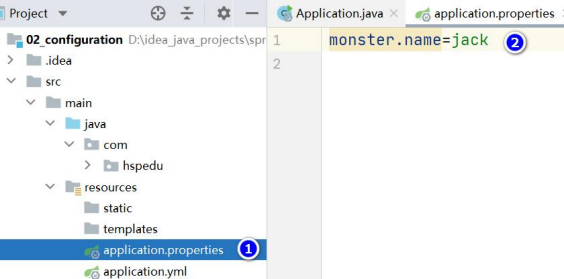 Project
02_configuration D:\idea_java_projects\spr
.idea
src
main
java
com
hspedu
resources
static
templates
application.properties 1
application.yml
Application.java
application.properties
1 monster.name=jack 2
2